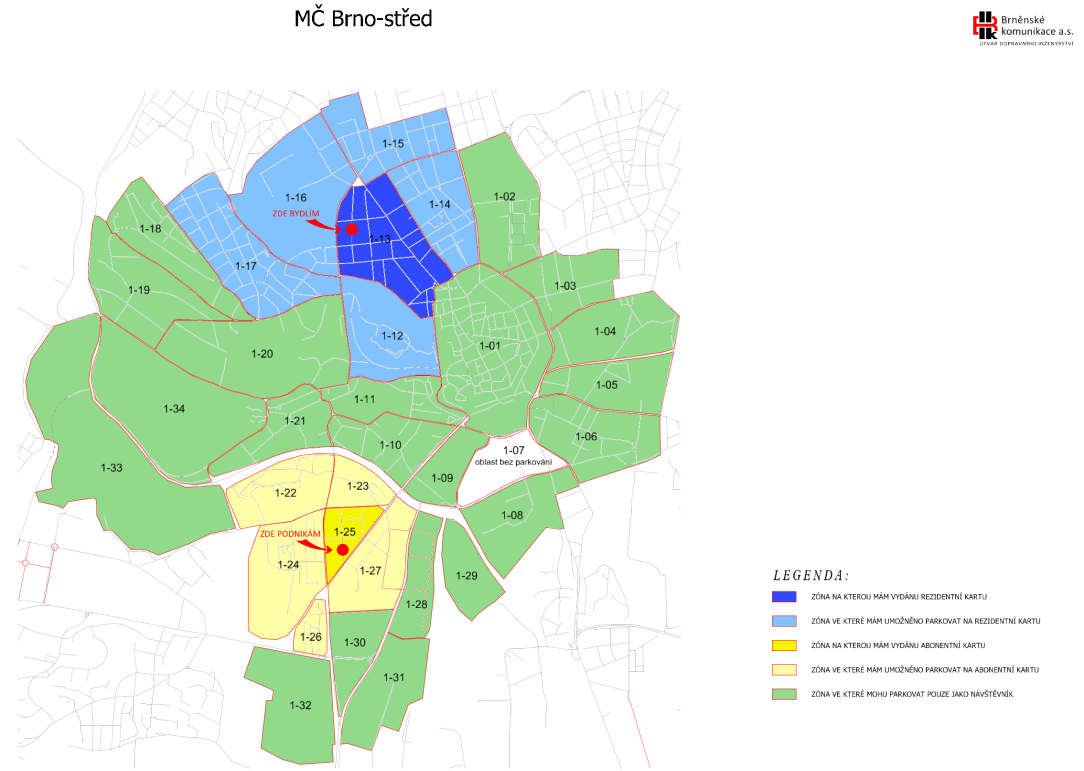 MČ Brno-střed
Brněnské
komunikace a.s.
ÚTVAR DOPRAVNÍHO INŽENÝRSTVÍ
1-15
1-16
1-14
1-02
ZDE BYDLÍM
1-13
1-18
1-17
1-19
1-03
1-04
1-12
1-01
1-20
1-05
1-11
1-34
1-21
1-06
1-10
1-07
oblast bez parkování
1-33
1-09
1-22
1-23
1-08
ZDE PODNIKÁM
1-25
1-24
1-27
1-29
1-28
1-26
1-30
1-31
1-32
LEGENDA:
ZÓNA NA KTEROU MÁM VYDÁNU REZIDENTNÍ KARTU
ZÓNA VE KTERÉ MÁM UMOŽNĚNO PARKOVAT NA REZIDENTNÍ KARTU
ZÓNA NA KTEROU MÁM VYDÁNU ABONENTNÍ KARTU
ZÓNA VE KTERÉ MÁM UMOŽNĚNO PARKOVAT NA ABONENTNÍ KARTU
ZÓNA VE KTERÉ MOHU PARKOVAT POUZE JAKO NÁVŠTĚVNÍK